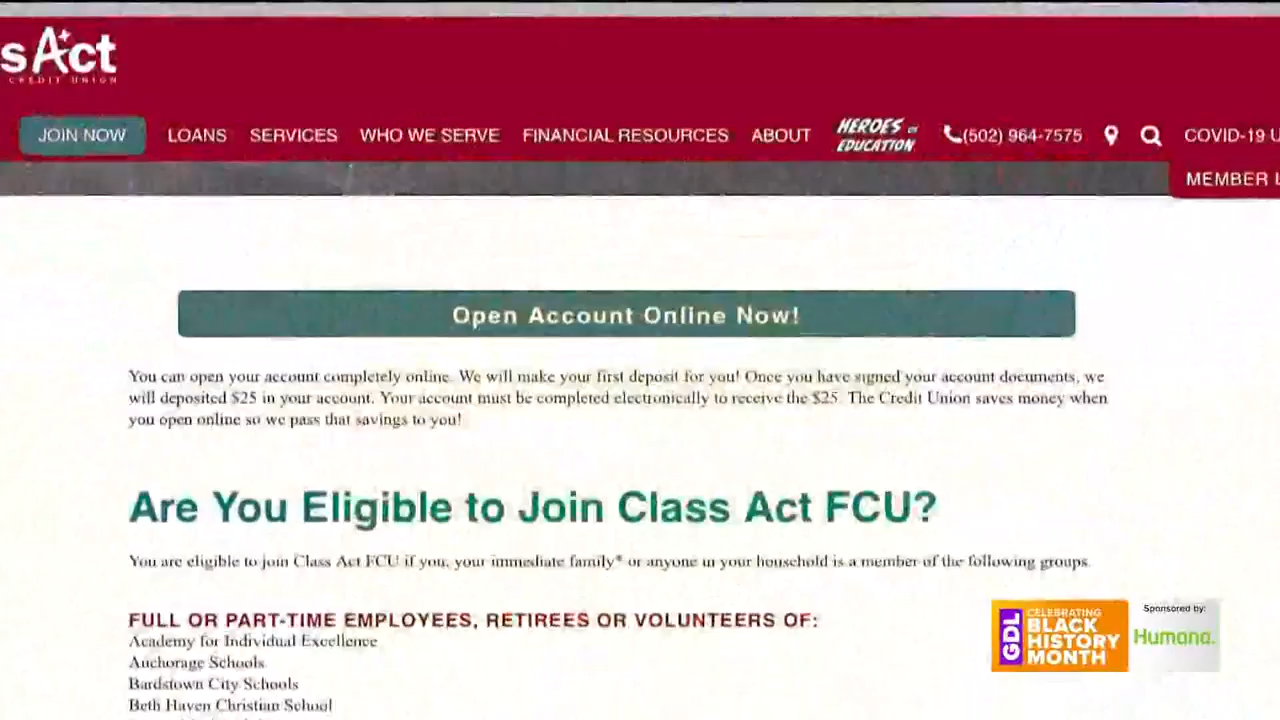 sAct
CREDIT UNION
JOIN NOW LOANS SERVICES WHO WE SERVE FINANCIAL RESOURCES ABOUT HEROES OF EDUCATION (502) 964-7575 COVID-19 U
MEMBER L
Open Account Online Now!
You can open your account completely online. We will make your first deposit for you! Once you have signed your account documents, we
will deposited $25 in your account. Your account must be completed electronically to receive the $25. The Credit Union saves money when
you open online so we pass that savings to you!
Are You Eligible to Join Class Act FCU?
You are eligible to join Class Act FCU if you, your immediate family* or anyone in your household is a member of the following groups.
FULL OR PART-TIME EMPLOYEES, RETIREES OR VOLUNTEERS OF:
Academy for Individual Excellence
Anchorage Schools
Bardstown City Schools
Beth Haven Christian School
GDL
CELEBRATING
BLACK
HISTORY
MONTH
Sponsored by:
Humana.